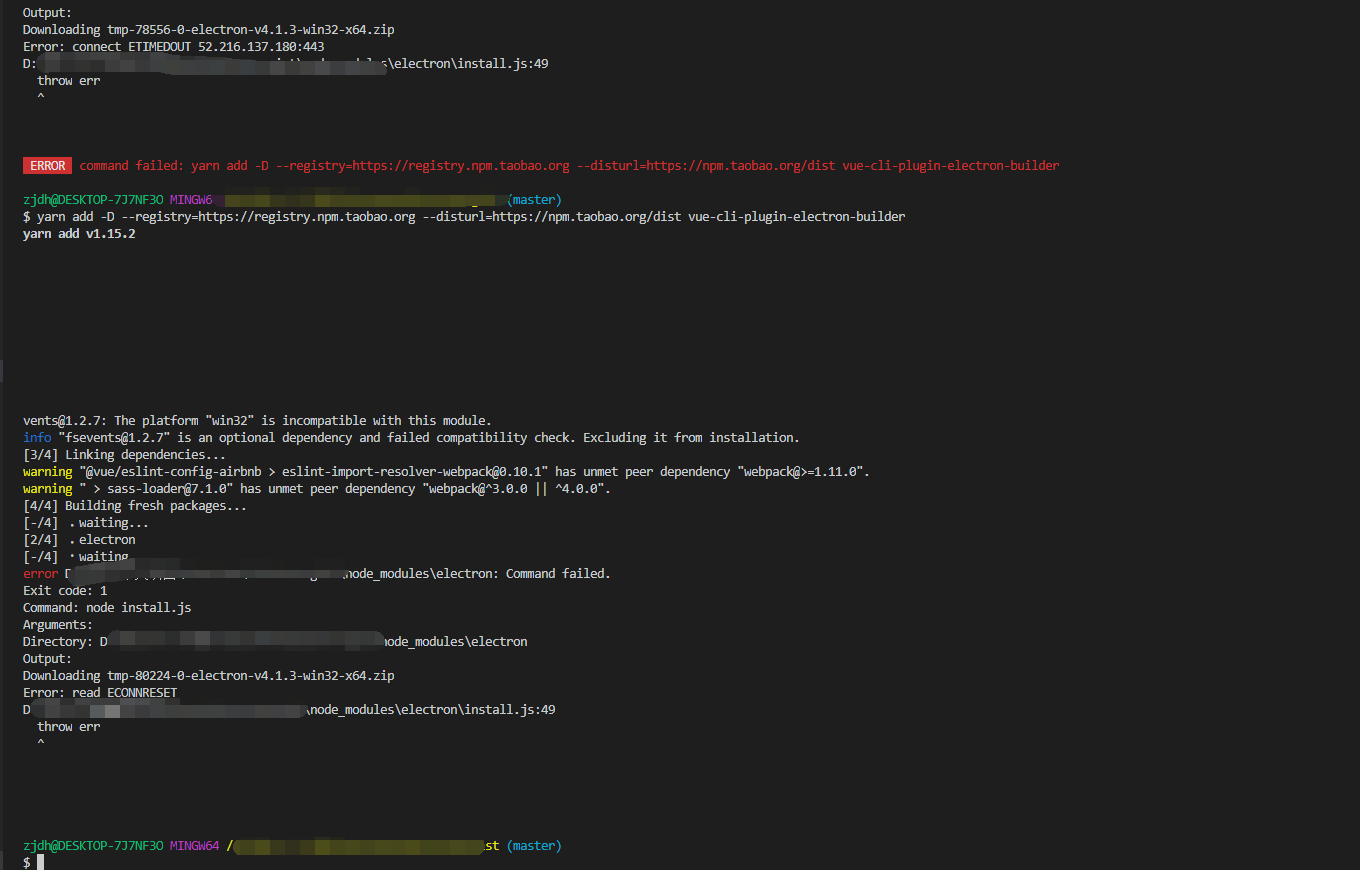 Output:
Downloading tmp-78556-0-electron-v4.1.3-win32-x64.zip
Error: connect ETIMEDOUT 52.216.137.180:443
D: \electron\install.js:49
throw err
^
ERROR command failed: yarn add -D --registry=https://registry.npm.taobao.org --disturl=https://npm.taobao.org/dist vue-cli-plugin-electron-builder
zjdh@DESKTOP-7J7NF3O MINGW6 (master)
$ yarn add -D --registry=https://registry.npm.taobao.org --disturl=https://npm.taobao.org/dist vue-cli-plugin-electron-builder
yarn add v1.15.2
vents@1.2.7: The platform "win32" is incompatible with this module.
info "fsevents@1.2.7" is an optional dependency and failed compatibility check. Excluding it from installation.
[3/4] Linking dependencies...
warning "@vue/eslint-config-airbnb > eslint-import-resolver-webpack@0.10.1" has unmet peer dependency "webpack@>=1.11.0".
warning " > sass-loader@7.1.0" has unmet peer dependency "webpack@^3.0.0 || ^4.0.0".
[4/4] Building fresh packages...
[-/4] . waiting...
[2/4] . electron
[-/4] · waiting
error D \node_modules\electron: Command failed.
Exit code: 1
Command: node install.js
Arguments:
Directory: D node_modules\electron
Output:
Downloading tmp-80224-0-electron-v4.1.3-win32-x64.zip
Error: read ECONNRESET
D \node_modules\electron\install.js:49
throw err
^
zjdh@DESKTOP-7J7NF3O MINGW64 / st (master)
$